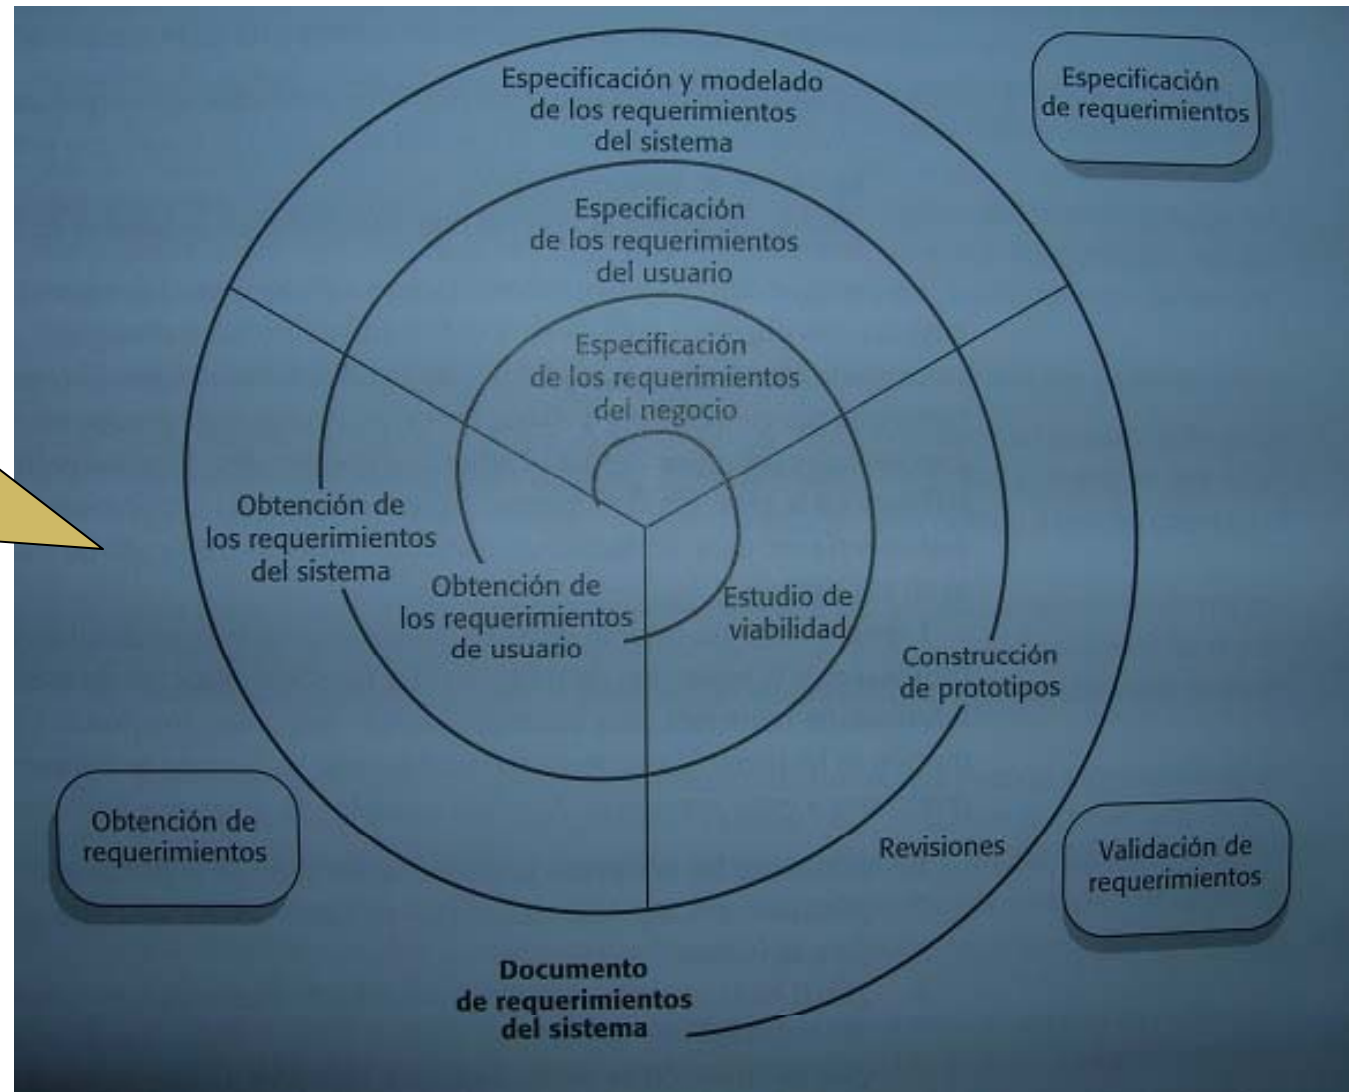 Especificación y modelado
de los requerimientos
del sistema
Especificación
de requerimientos
Especificación
de los requerimientos
del usuario
Especificación
de los requerimientos
del negocio
Obtención de
los requerimientos
del sistema
Obtención de
los requerimientos
de usuario
Estudio de
viabilidad
Construcción
de prototipos
Obtención de
requerimientos
Revisiones
Validación de
requerimientos
Documento
de requerimientos
del sistema